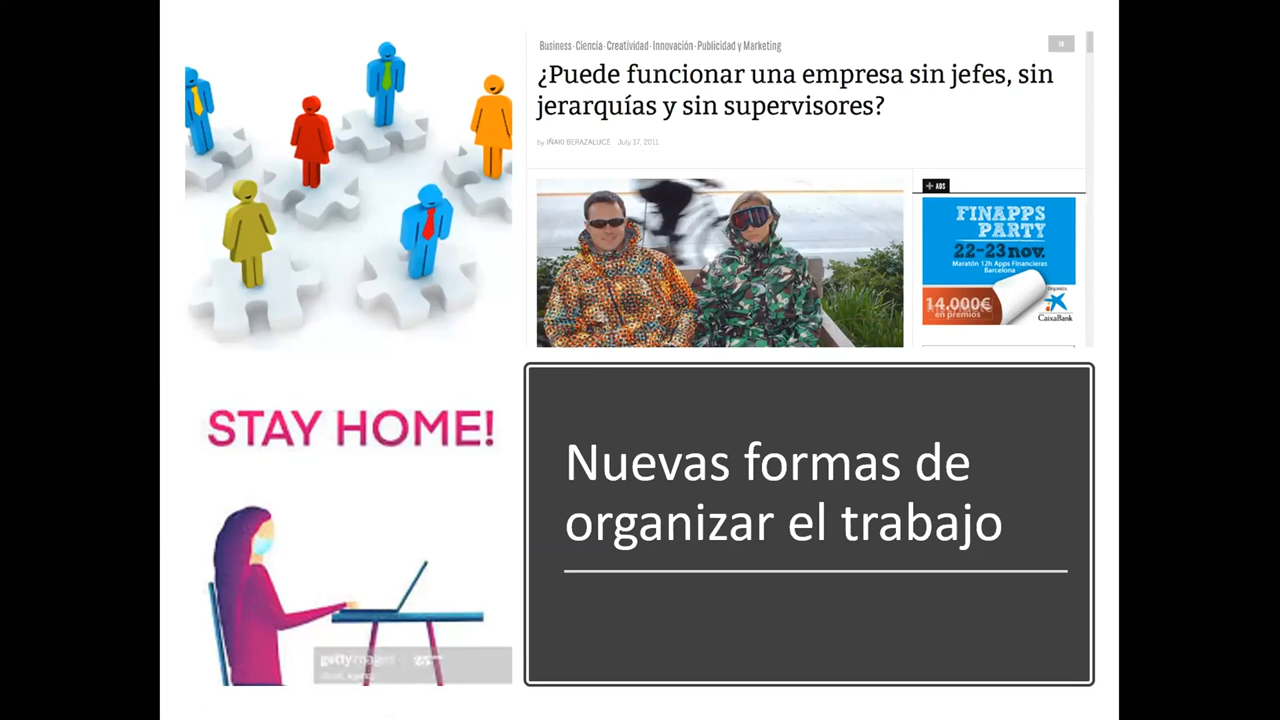 Business · Ciencia · Creatividad · Innovación · Publicidad y Marketing
¿Puede funcionar una empresa sin jefes, sin
jerarquías y sin supervisores?
by IÑAKI BERAZALUCE July 17, 2011
+ ADS
FINAPPS
PARTY
22-23 nov.
Maratón 12h Apps Financieras
Barcelona
Organiza:
14.000€
en premios
CaixaBank
STAY HOME!
Nuevas formas de
organizar el trabajo
gettyimages